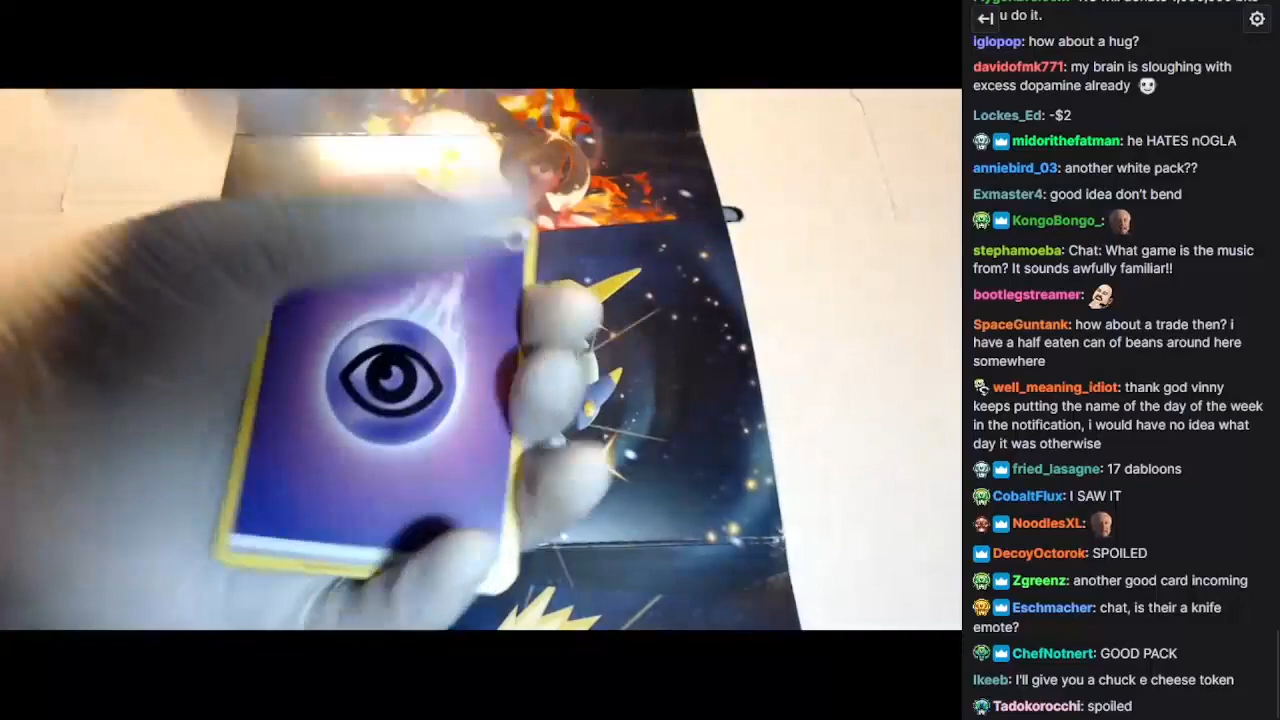 u do it.
iglopop: how about a hug?
davidofmk771: my brain is sloughing with
excess dopamine already
Lockes_Ed: -$2
midorithefatman: he HATES nOGLA
anniebird_03: another white pack??
Exmaster4: good idea don't bend
KongoBongo_:
stephamoeba: Chat: What game is the music
from? It sounds awfully familiar!!
bootlegstreamer:
SpaceGuntank: how about a trade then? i
have a half eaten can of beans around here
somewhere
well_meaning_idiot: thank god vinny
keeps putting the name of the day of the week
in the notification, i would have no idea what
day it was otherwise
fried_lasagne: 17 dabloons
CobaltFlux: I SAW IT
NoodlesXL:
DecoyOctorok: SPOILED
Zgreenz: another good card incoming
Eschmacher: chat, is their a knife
emote?
ChefNotnert: GOOD PACK
lkeeb: I'll give you a chuck e cheese token
Tadokorocchi: spoiled